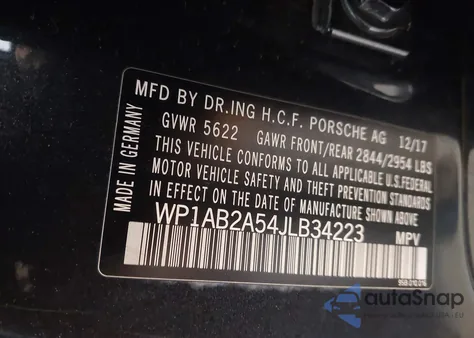 MFD BY DR.ING H.C.F. PORSCHE AG 12/17
GVWR 5622 GAWR FRONT/REAR 2844/2954 LBS
THIS VEHICLE CONFORMS TO ALL APPLICABLE U.S. FEDERAL
MOTOR VEHICLE SAFETY AND THEFT PREVENTION STANDARDS
IN EFFECT ON THE DATE OF MANUFACTURE SHOWN ABOVE
WP1AB2A54JLB34223 MPV
MADE IN GERMANY
autoSnap